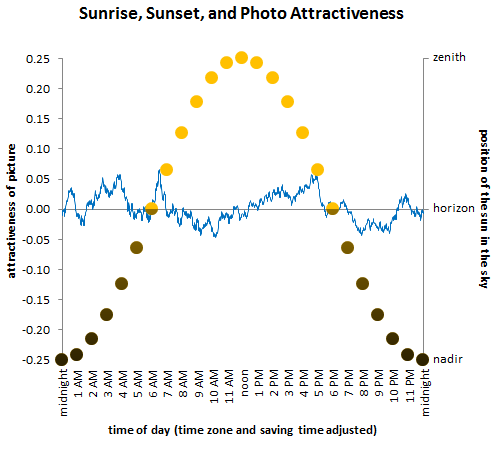 Sunrise, Sunset, and Photo Attractiveness
attractiveness of picture
0.25
0.20
0.15
0.10
0.05
0.00
-0.05
-0.10
-0.15
-0.20
-0.25
zenith
horizon
nadir
position of the sun in the sky
midnight
1 AM
2 AM
3 AM
4 AM
5 AM
6 AM
7 AM
8 AM
9 AM
10 AM
11 AM
noon
1 PM
2 PM
3 PM
4 PM
5 PM
6 PM
7 PM
8 PM
9 PM
10 PM
11 PM
midnight
time of day (time zone and saving time adjusted)